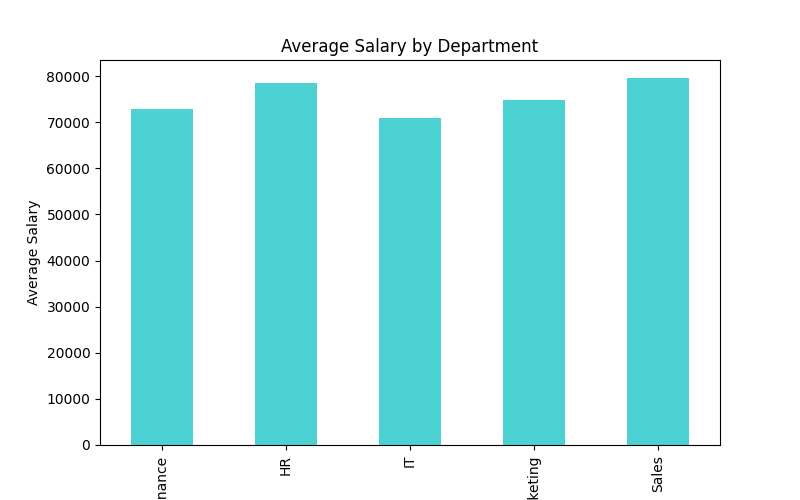 Average Salary by Department
Average Salary
80000
70000
60000
50000
40000
30000
20000
10000
0
nance
HR
IT
keting
Sales